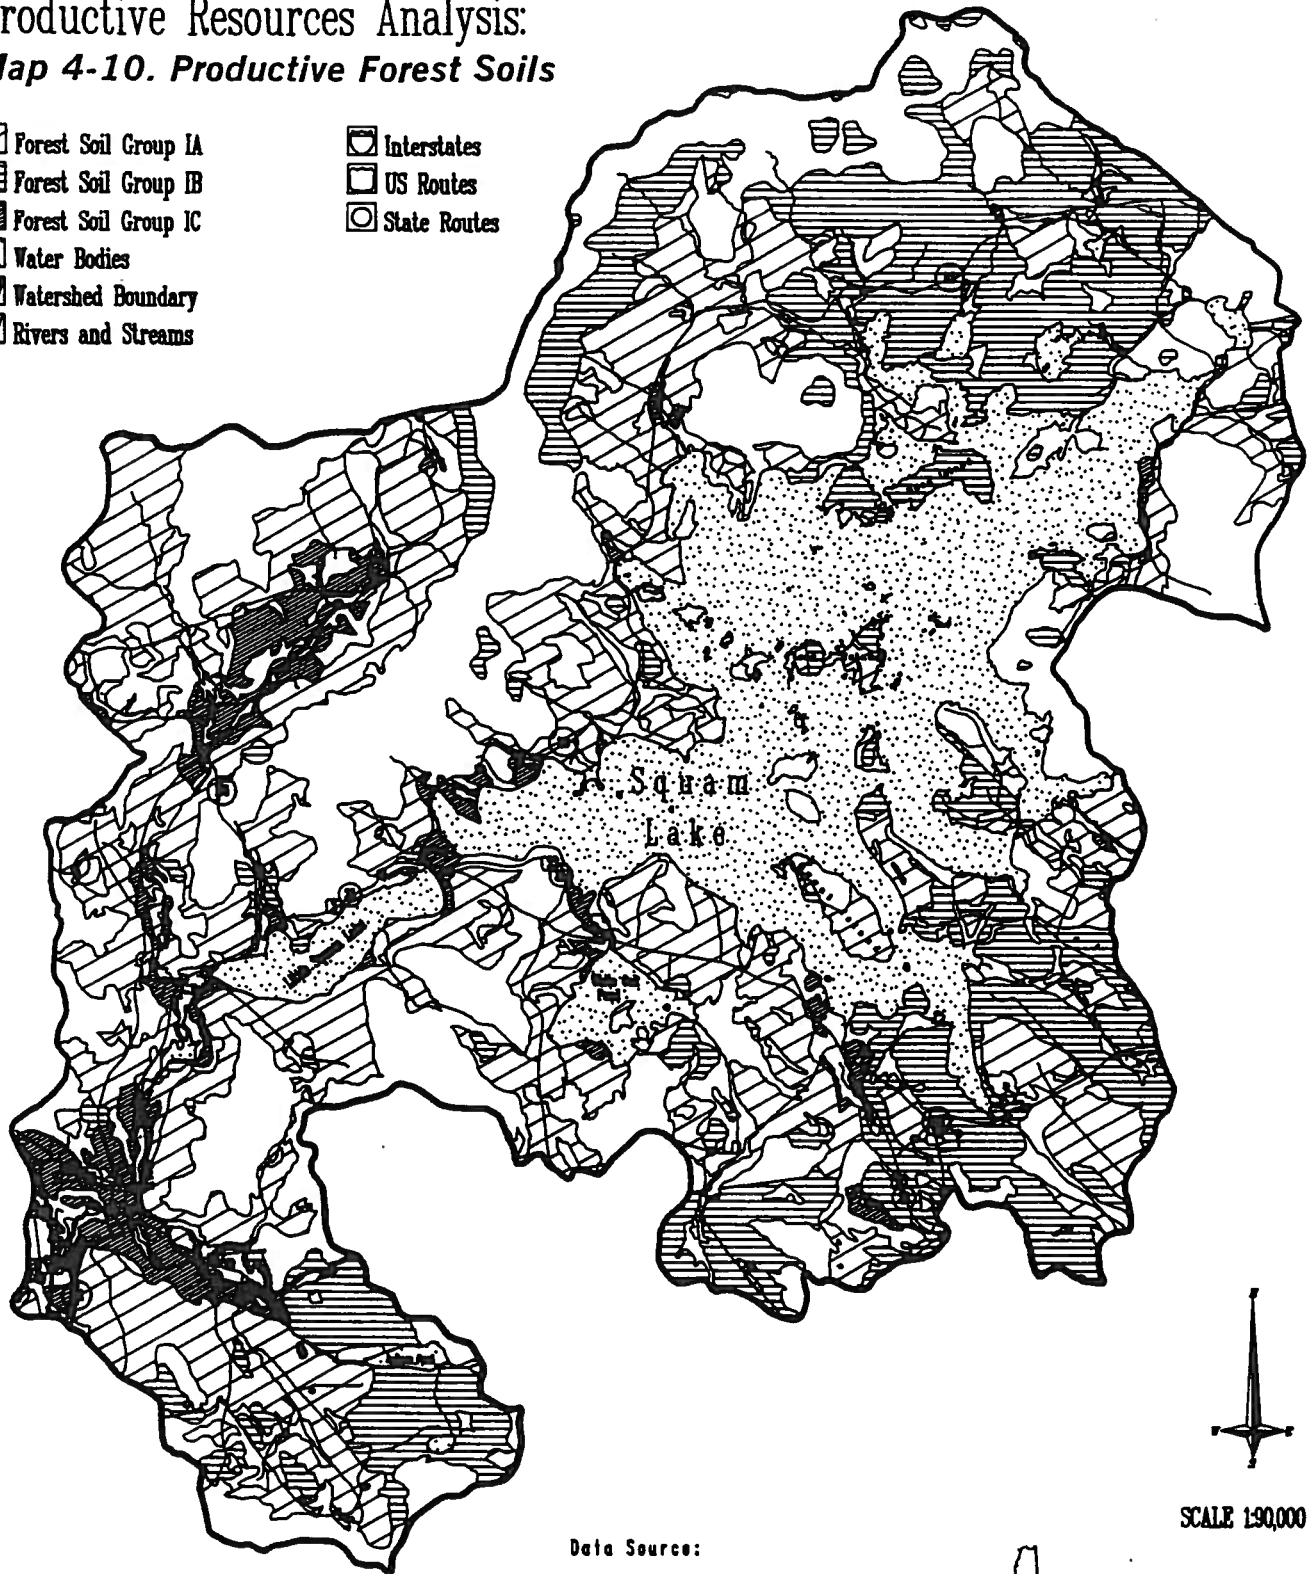 roductive Resources Analysis:
ap 4-10. Productive Forest Soils
Forest Soil Group IA
Forest Soil Group IB
Forest Soil Group IC
Water Bodies
Watershed Boundary
Rivers and Streams
Interstates
US Routes
State Routes
Squam
Lake
SCALE 1:90,000
Data Source: